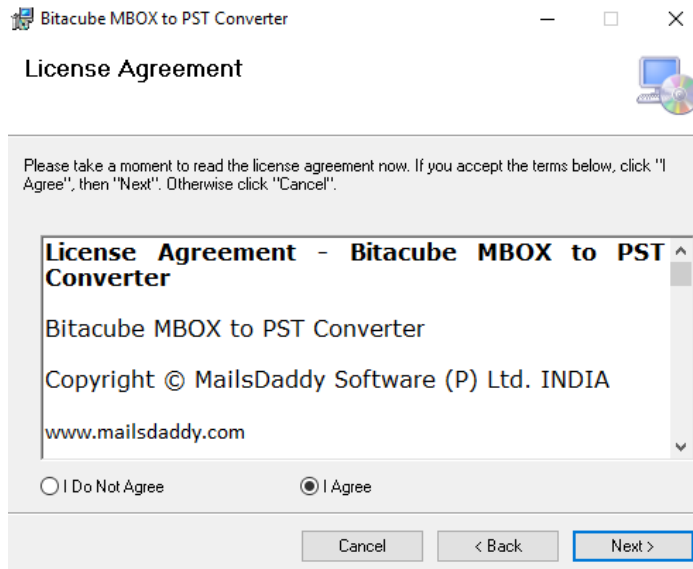 Bitacube MBOX to PST Converter
License Agreement
Please take a moment to read the license agreement now. If you accept the terms below, click "I
Agree", then "Next". Otherwise click "Cancel".
License Agreement - Bitacube MBOX to PST
Converter
Bitacube MBOX to PST Converter
Copyright © MailsDaddy Software (P) Ltd. INDIA
www.mailsdaddy.com
I Do Not Agree
I Agree
Cancel
< Back
Next >